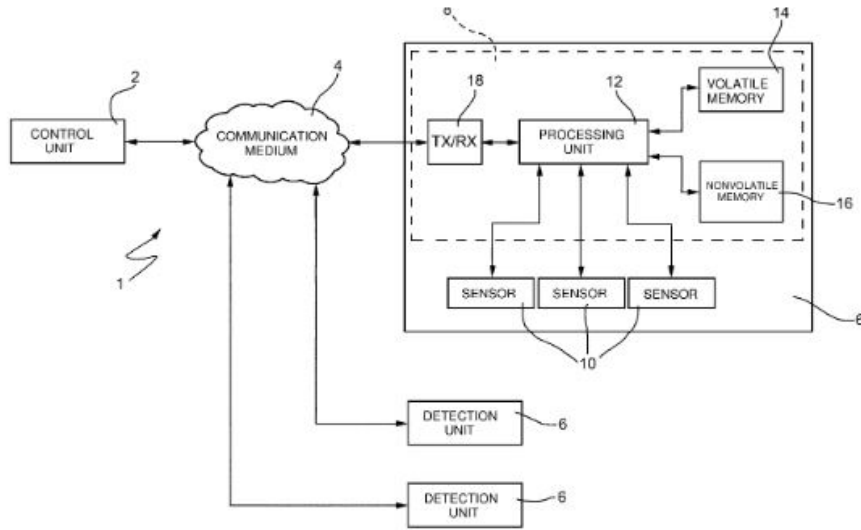 8
14
2
4
18
12
VOLATILE
MEMORY
CONTROL
UNIT
COMMUNICATION
MEDIUM
TX/RX
PROCESSING
UNIT
NONVOLATILE
MEMORY
16
1
SENSOR
SENSOR
SENSOR
6
10
DETECTION
UNIT
6
DETECTION
UNIT
6